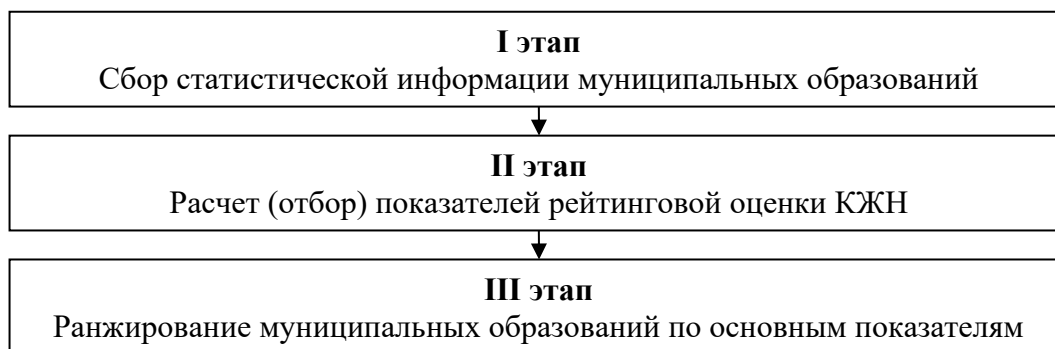 I этап
Сбор статистической информации муниципальных образований
II этап
Расчет (отбор) показателей рейтинговой оценки КЖН
III этап
Ранжирование муниципальных образований по основным показателям